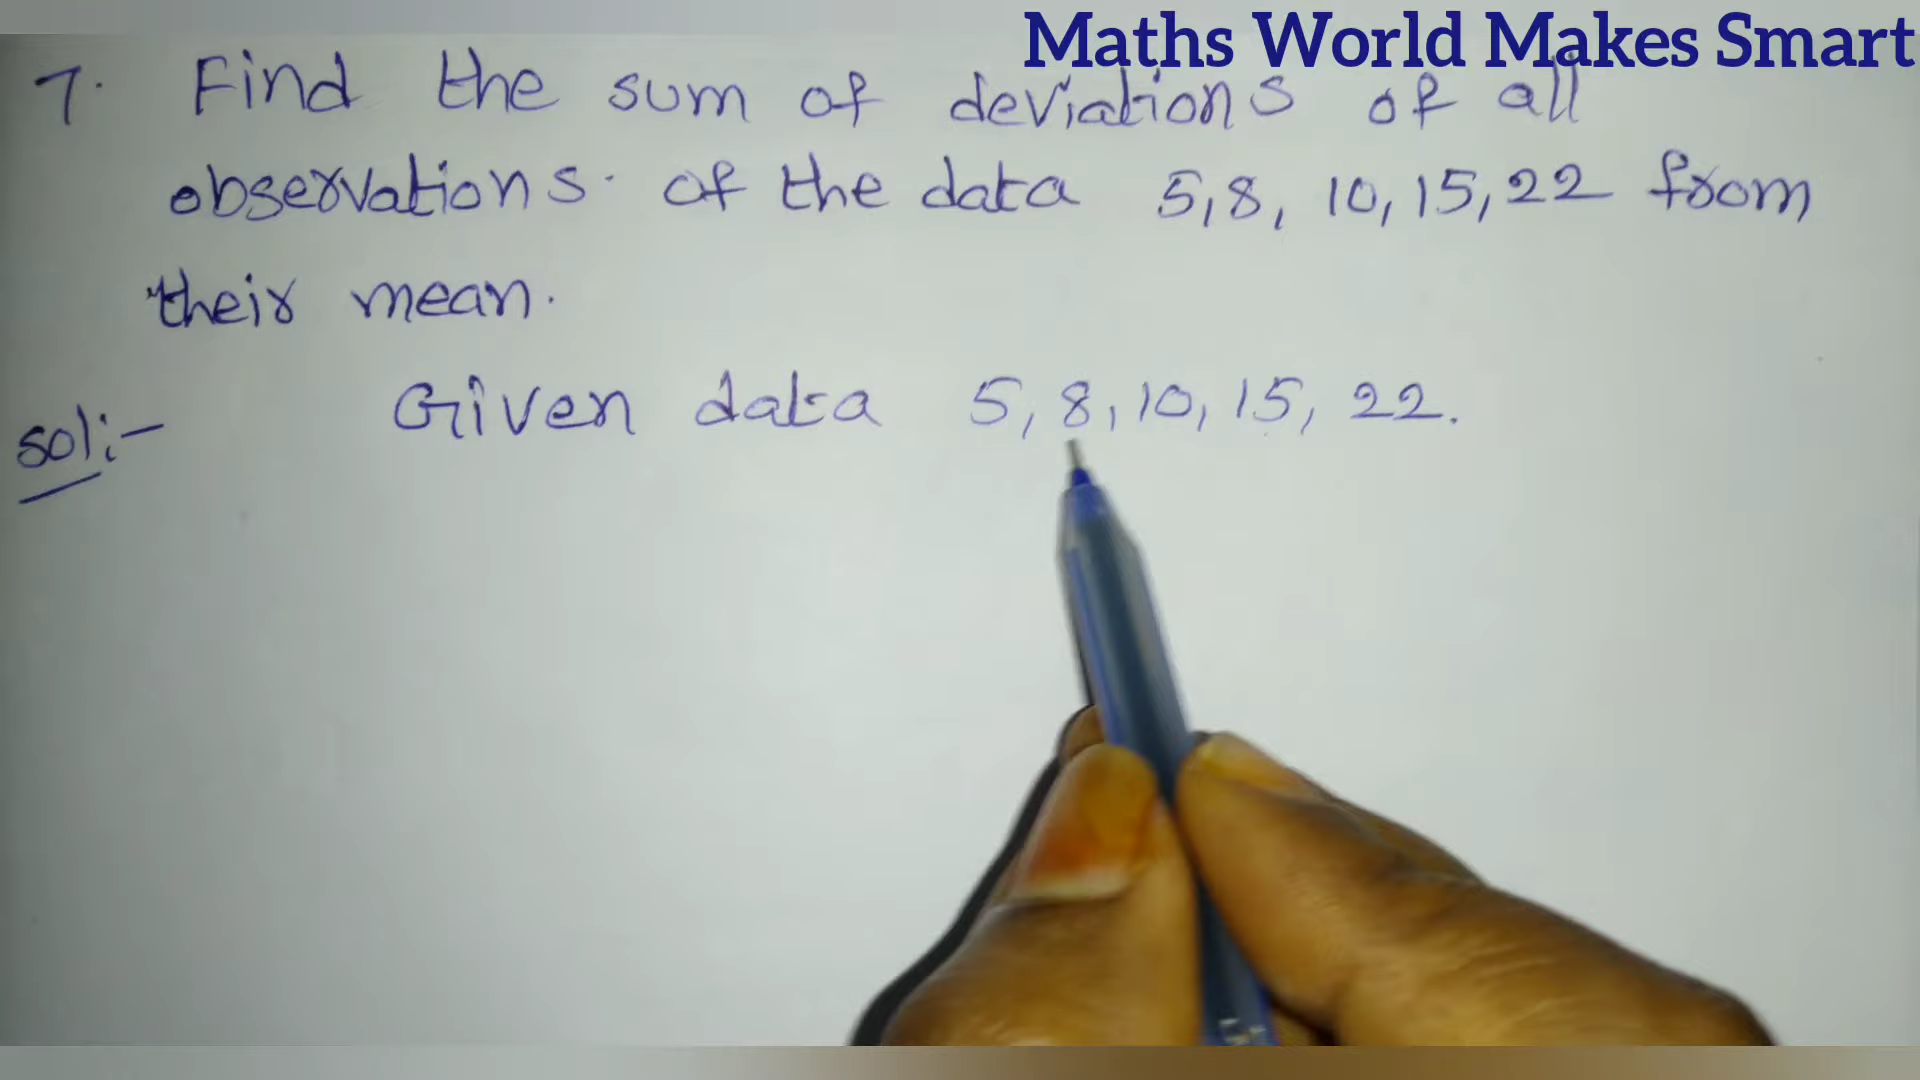 Maths World Makes Smart
7. Find the sum of deviations of all
observations of the data 5,8, 10,15,22 from
their mean.
Sol:- Given data 5, 8, 10, 15, 22.